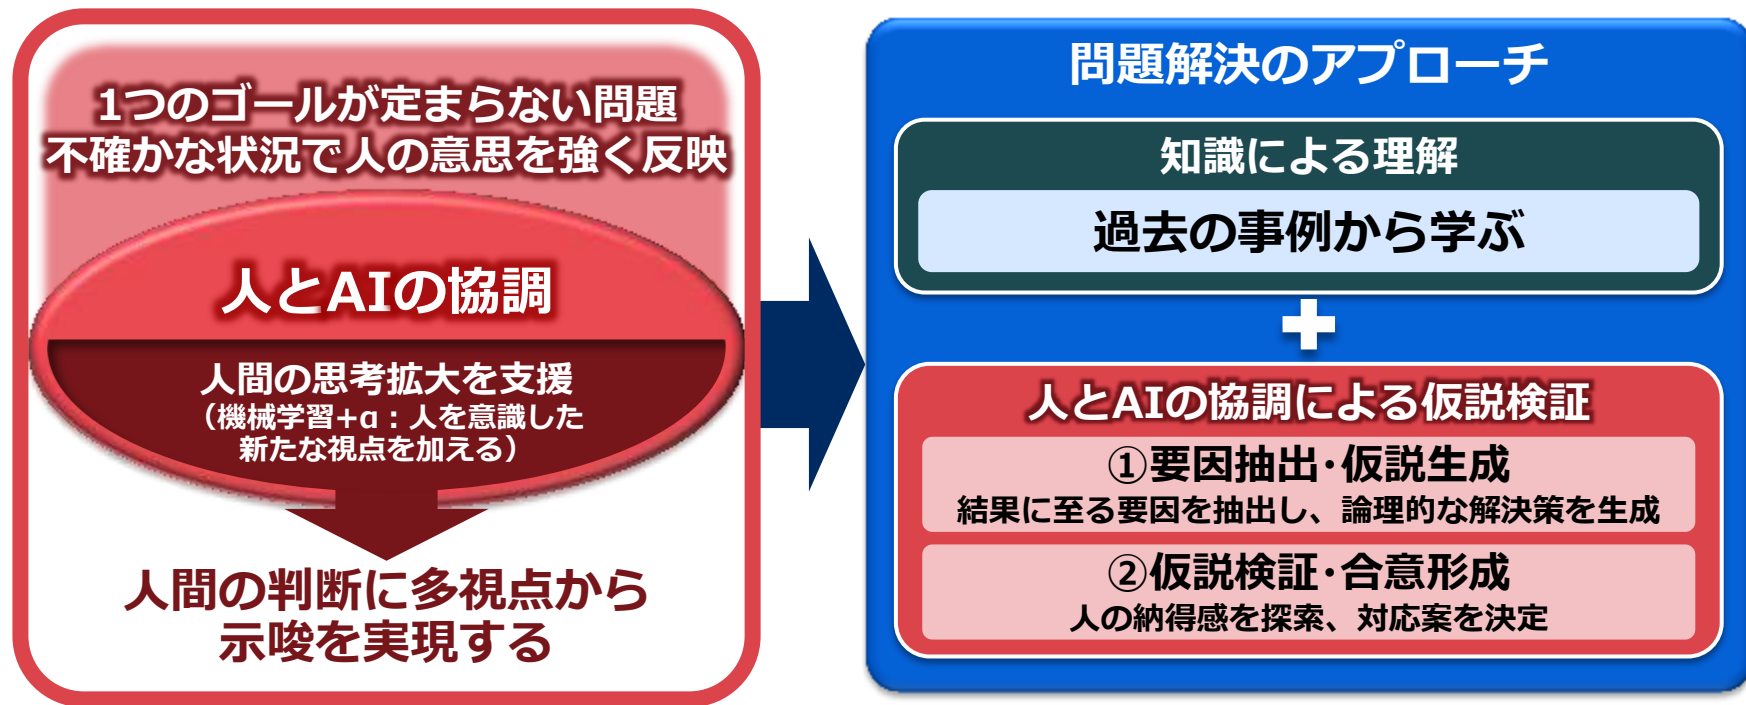 1つのゴールが定まらない問題
不確かな状況で人の意思を強く反映
人とAIの協調
人間の思考拡大を支援
（機械学習+α：人を意識した
新たな視点を加える）
人間の判断に多視点から
示唆を実現する
問題解決のアプローチ
知識による理解
過去の事例から学ぶ
人とAIの協調による仮説検証
①要因抽出･仮説生成
結果に至る要因を抽出し、論理的な解決策を生成
②仮説検証･合意形成
人の納得感を探索、対応案を決定